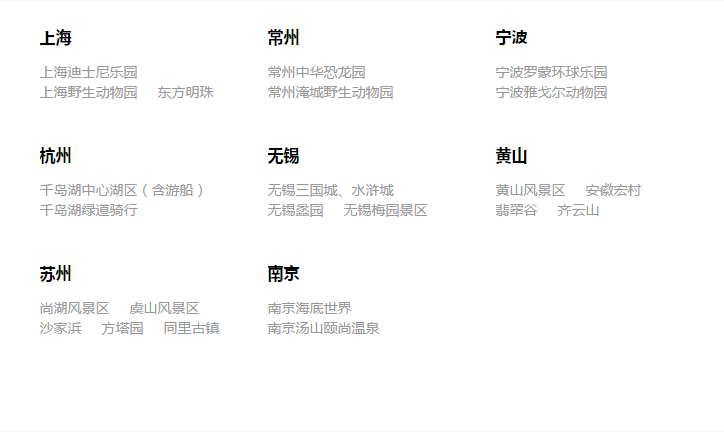 上海
上海迪士尼乐园
上海野生动物园 东方明珠
常州
常州中华恐龙园
常州淹城野生动物园
宁波
宁波罗蒙环球乐园
宁波雅戈尔动物园
杭州
千岛湖中心湖区（含游船）
千岛湖绿道骑行
无锡
无锡三国城、水浒城
无锡蠡园 无锡梅园景区
黄山
黄山风景区 安徽宏村
翡翠谷 齐云山
苏州
尚湖风景区 虞山风景区
沙家浜 方塔园 同里古镇
南京
南京海底世界
南京汤山颐尚温泉